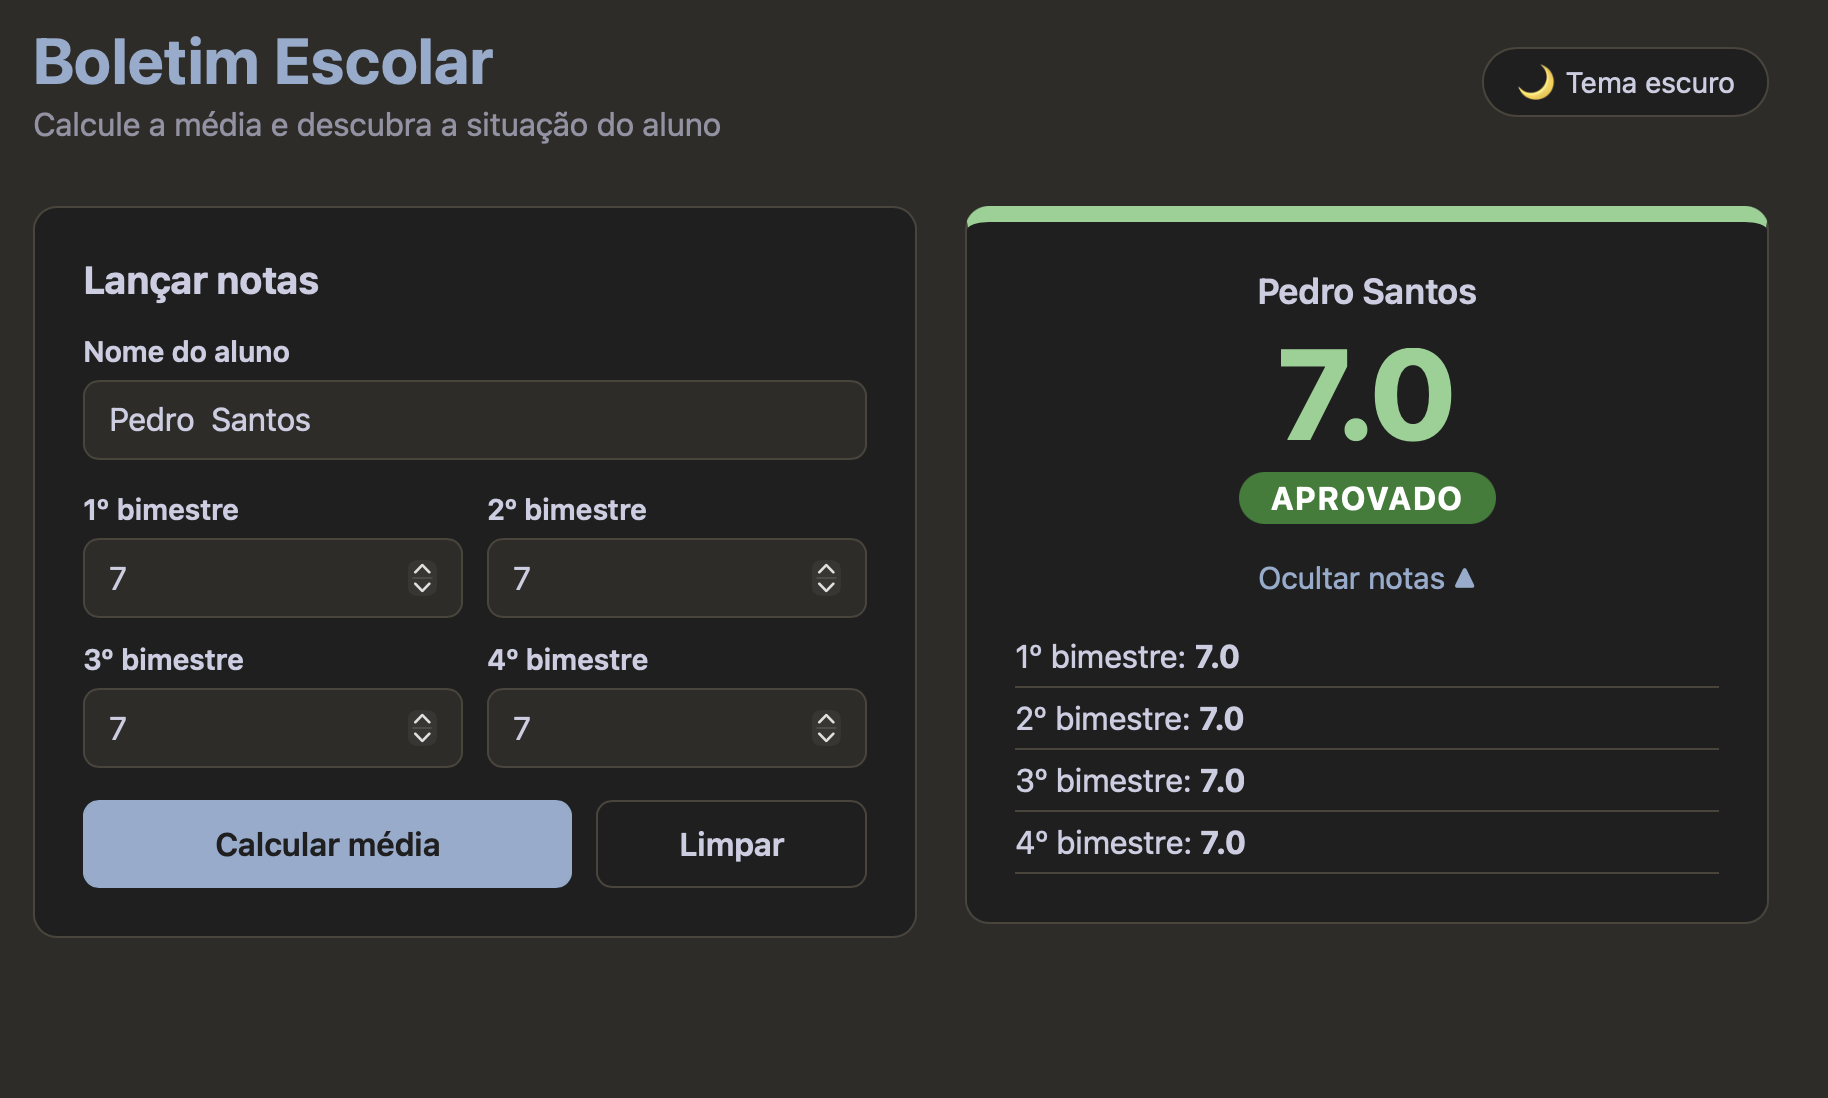 Boletim Escolar
Calcule a média e descubra a situação do aluno
🌙 Tema escuro
Lançar notas
Nome do aluno
Pedro  Santos
1º bimestre
2º bimestre
7
7
3º bimestre
4º bimestre
7
7
Calcular média
Limpar
Pedro Santos
7.0
APROVADO
Ocultar notas ▲
1º bimestre: 7.0
2º bimestre: 7.0
3º bimestre: 7.0
4º bimestre: 7.0